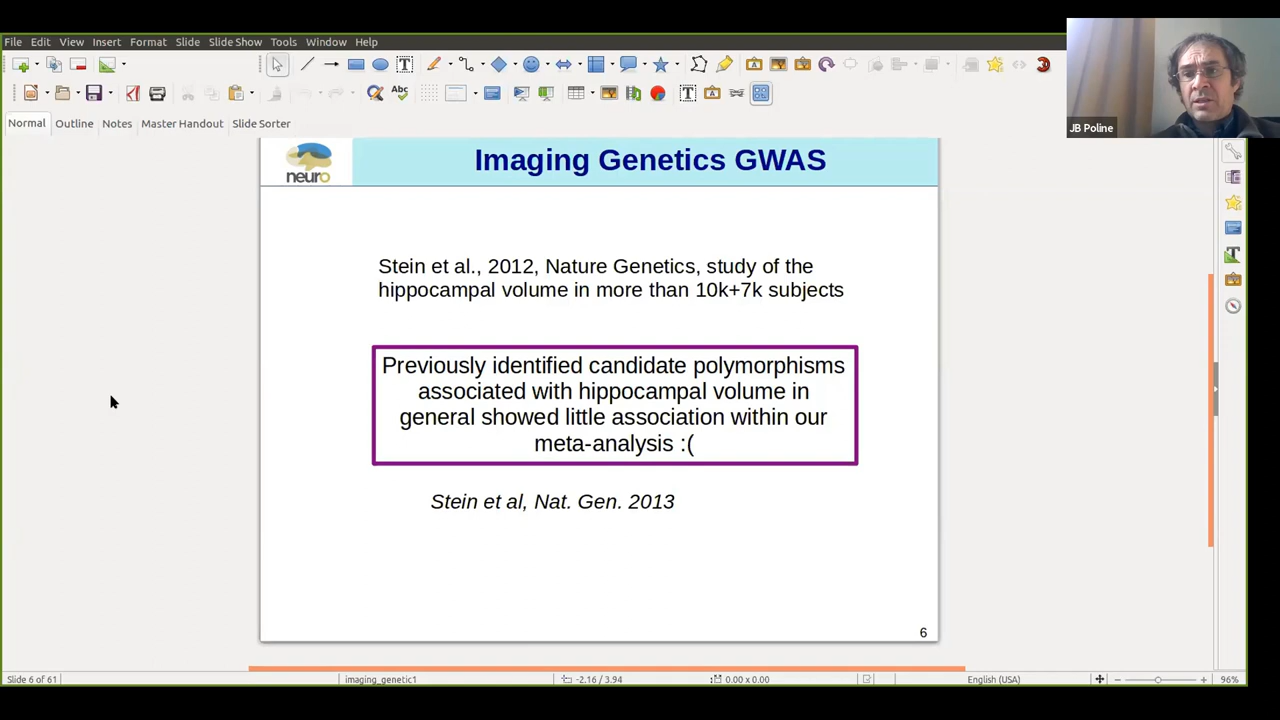 File Edit View Insert Format Slide Slide Show Tools Window Help
JB Poline
Abc
Normal Outline Notes Master Handout Slide Sorter
neuro
Imaging Genetics GWAS
Stein et al., 2012, Nature Genetics, study of the
hippocampal volume in more than 10k+7k subjects
Previously identified candidate polymorphisms
associated with hippocampal volume in
general showed little association within our
meta-analysis :(
Stein et al, Nat. Gen. 2013
6
Slide 6 of 61 imaging_genetic1 -2.16 / 3.94 0.00 x 0.00 English (USA) 96%